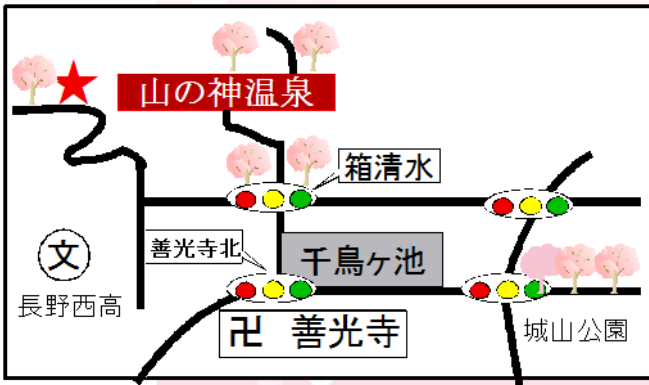 山の神温泉
箱清水
善光寺北
千鳥ヶ池
文
長野西高
卍 善光寺
城山公園